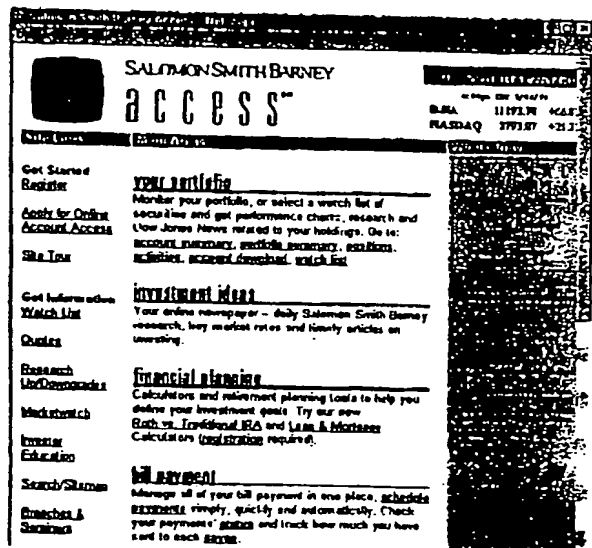 SALOMON SMITH BARNEY
access
DJIA 11193.70
NASDAQ
Get Started
Register
Apply for Online
Account Access
Site Tour
Get Information
Watch List
Quotes
Research
Up/Downgrades
Marketwatch
Investor
Education
Search/Sitemap
Branches &
Seminars
your portfolio
Monitor your portfolio, or select a watch list of
securities and get performance charts, research and
Dow Jones News related to your holdings. Go to:
account summary, portfolio summary, positions,
activities, account download, watch list
investment ideas
Your online newspaper – daily Salomon Smith Barney
research, key market rates and timely articles on
investing.
financial planning
Calculators and retirement planning tools to help you
define your investment goals. Try our new
Roth vs. Traditional IRA and Loan & Mortgage
Calculators (registration required).
bill payment
Manage all of your bill payment in one place, schedule
payments simply, quickly and automatically. Check
your payments' status and track how much you have
sent to each payee.